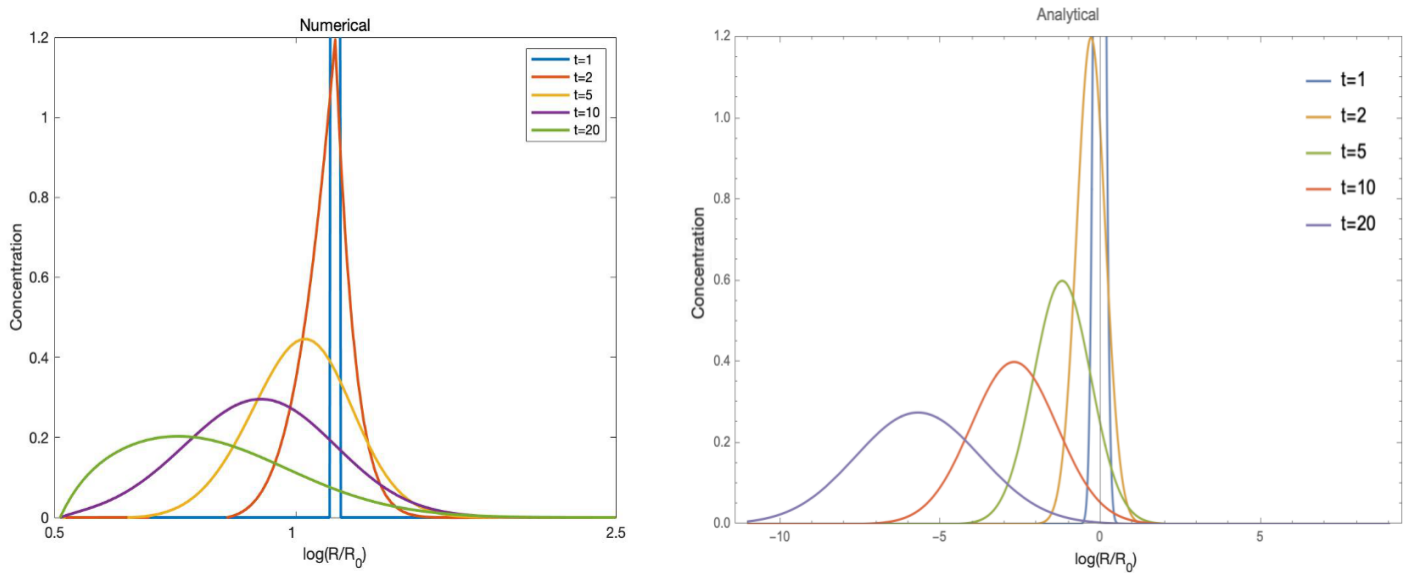 Numerical
1.2
1
0.8
0.6
0.4
0.2
0
Concentration
0.5
1
2.5
log(R/R₀)
t=1
t=2
t=5
t=10
t=20
Analytical
1.2
1.0
0.8
0.6
0.4
0.2
0.0
Concentration
−10
−5
0
5
log(R/R₀)
t=1
t=2
t=5
t=10
t=20